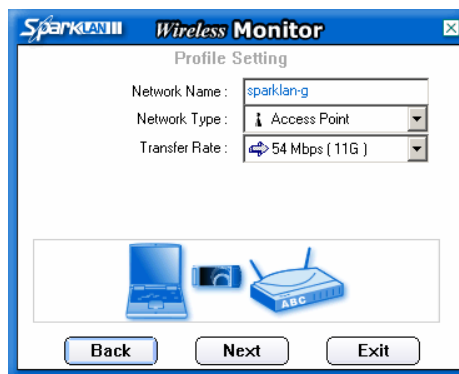 SparkLAN Wireless Monitor
Profile Setting
Network Name : sparklan-g
Network Type : Access Point
Transfer Rate : 54 Mbps ( 11G )
ABC
Back Next Exit